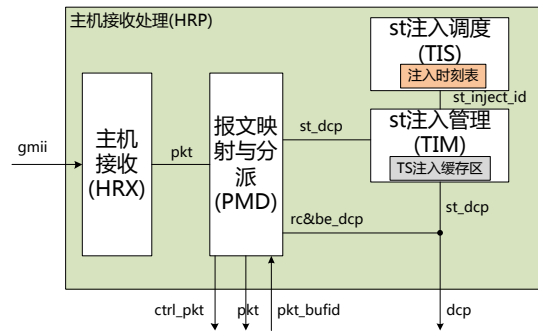 主机接收处理(HRP)
st注入调度
(TIS)
注入时刻表
st_inject_id
st注入管理
(TIM)
TS注入缓存区
主机
接收
(HRX)
报文映
射与分
派
(PMD)
gmii
pkt
st_dcp
st_dcp
rc&be_dcp
ctrl_pkt
pkt
pkt_bufid
dcp